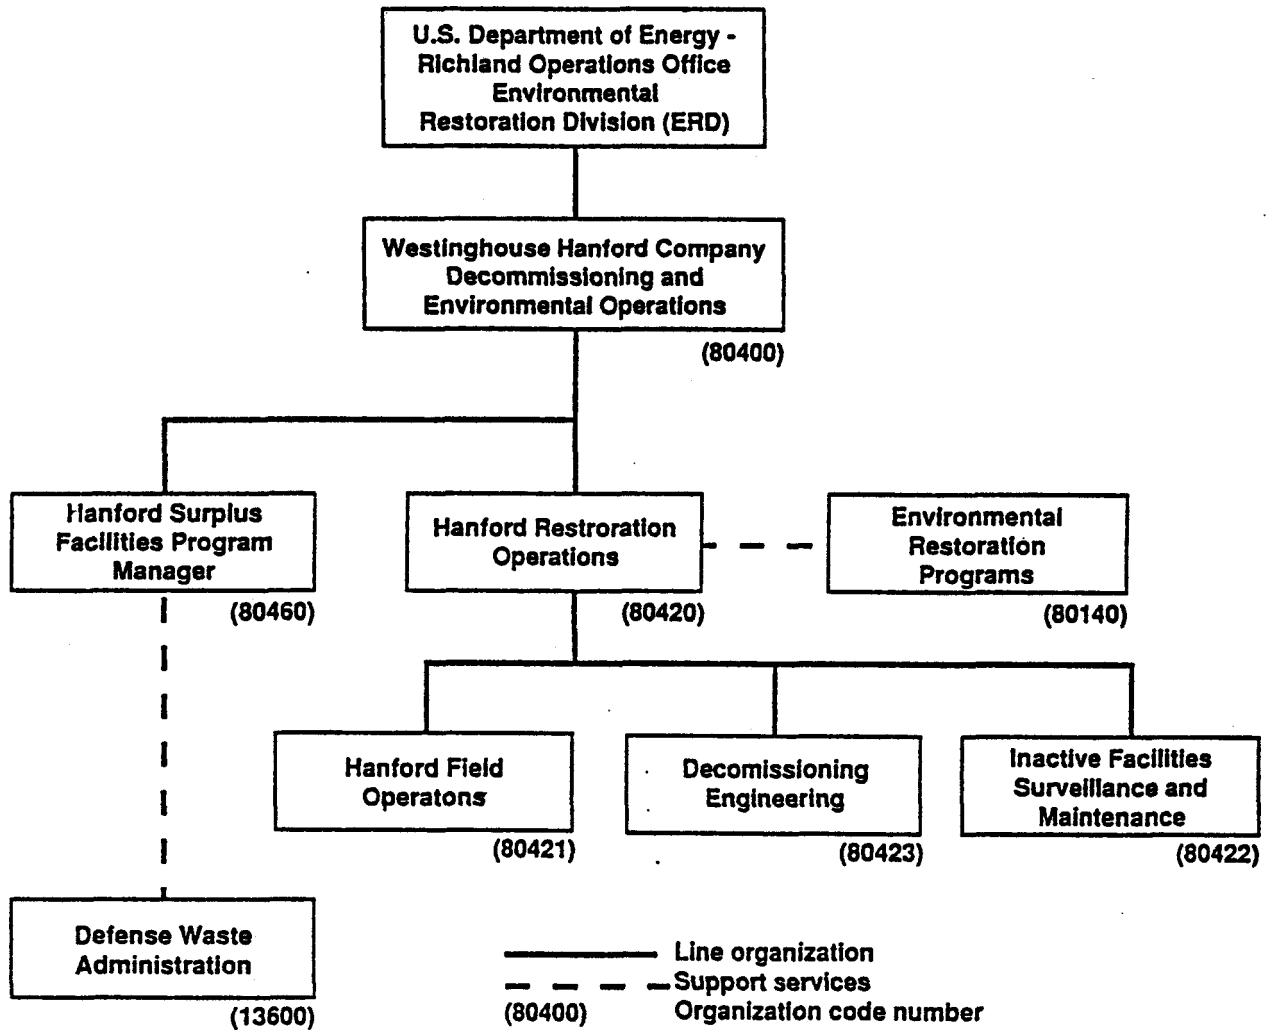 U.S. Department of Energy -
Richland Operations Office
Environmental
Restoration Division (ERD)
Westinghouse Hanford Company
Decommissioning and
Environmental Operations
(80400)
Hanford Surplus
Facilities Program
Manager
(80460)
Hanford Restroration
Operations
(80420)
Environmental
Restoration
Programs
(80140)
Hanford Field
Operatons
(80421)
Decomissioning
Engineering
(80423)
Inactive Facilities
Surveillance and
Maintenance
(80422)
Defense Waste
Administration
(13600)
Line organization
Support services
(80400) Organization code number